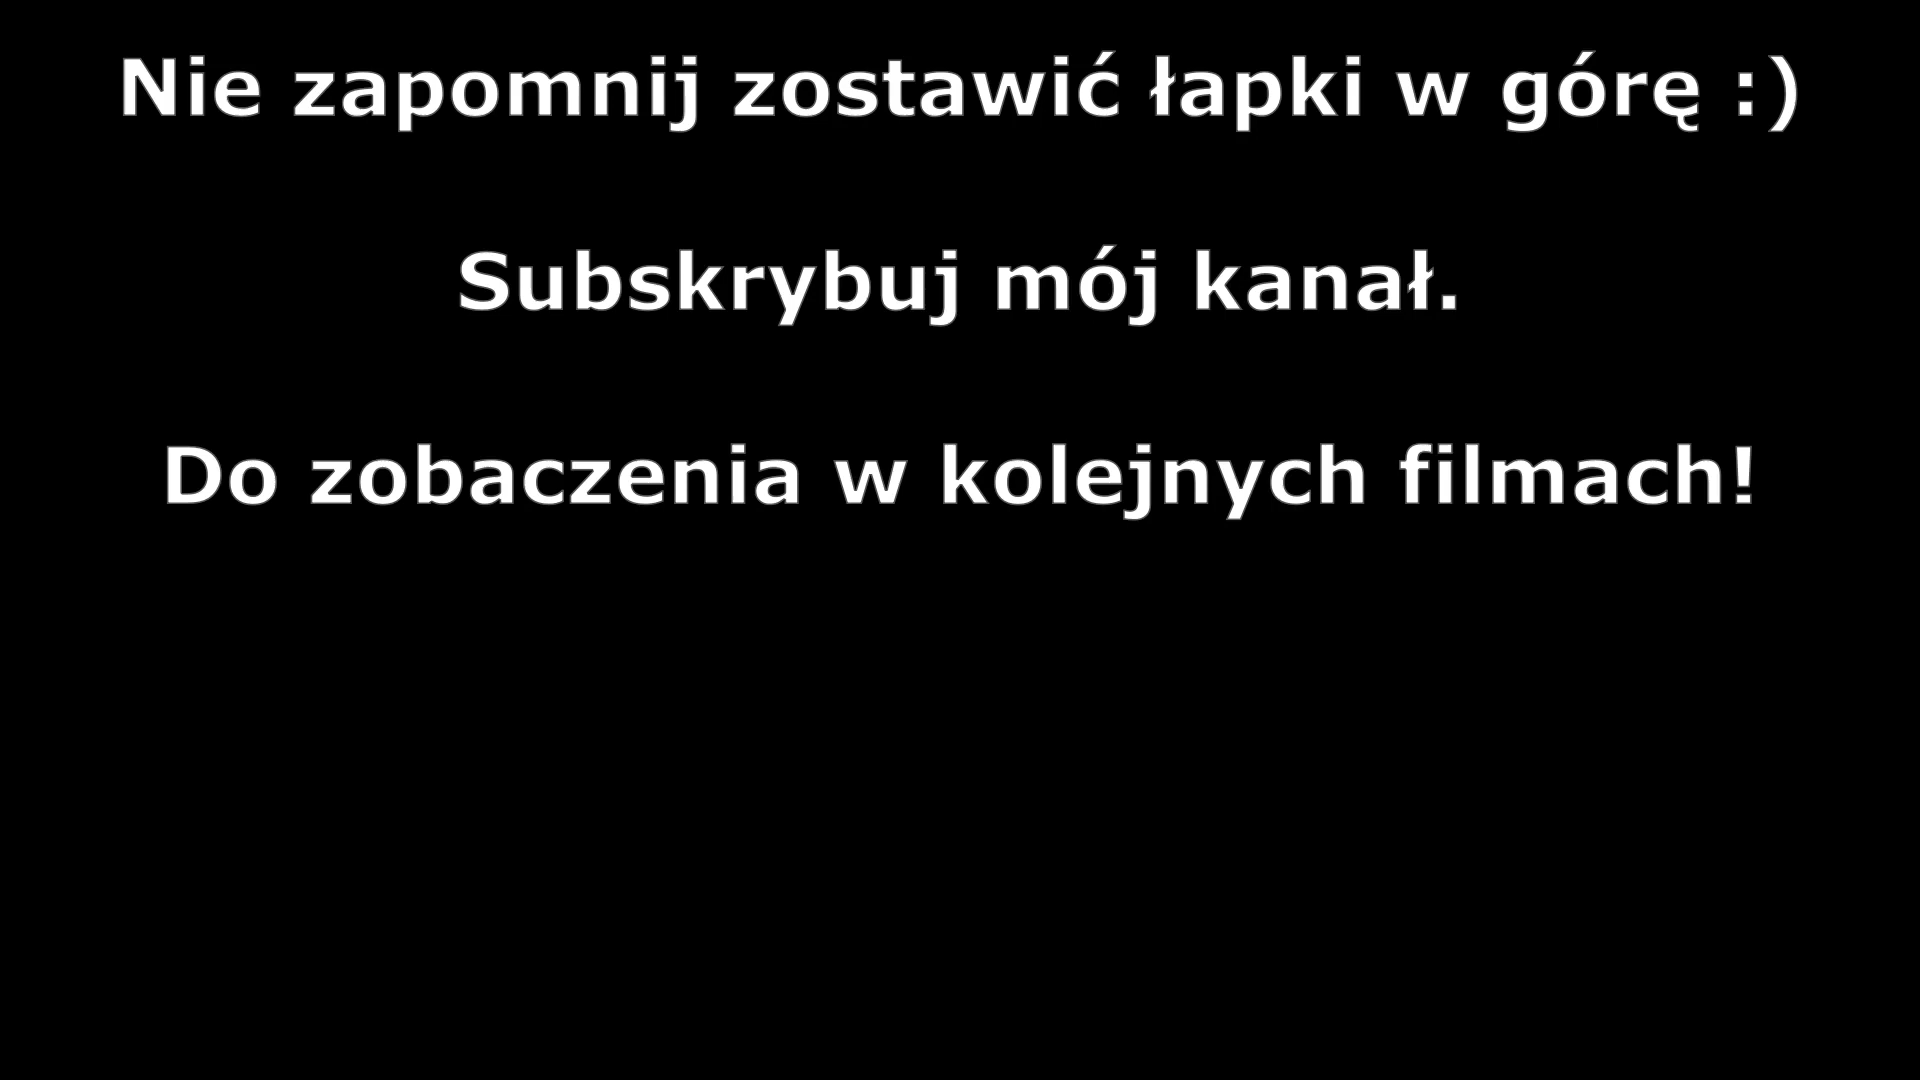 Nie zapomnij zostawić łapki w górę :)
Subskrybuj mój kanał.
Do zobaczenia w kolejnych filmach!